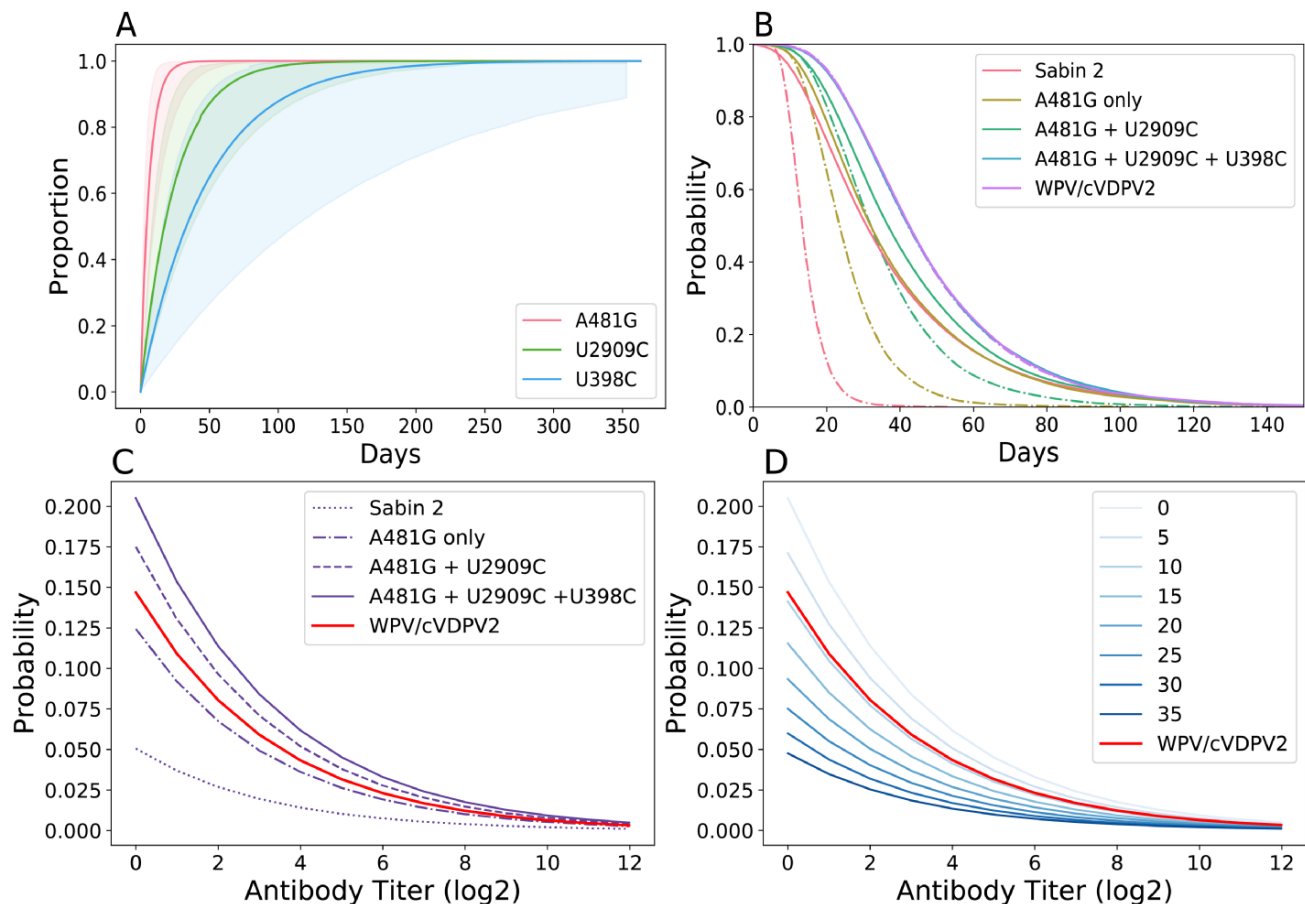 A
Proportion
1.0
0.8
0.6
0.4
0.2
0.0
A481G
U2909C
U398C
0 50 100 150 200 250 300 350
Days
B
Probability
1.0
0.8
0.6
0.4
0.2
0.0
Sabin 2
A481G only
A481G + U2909C
A481G + U2909C + U398C
WPV/cVDPV2
0 20 40 60 80 100 120 140
Days
C
Probability
0.200
0.175
0.150
0.125
0.100
0.075
0.050
0.025
0.000
Sabin 2
A481G only
A481G + U2909C
A481G + U2909C +U398C
WPV/cVDPV2
0 2 4 6 8 10 12
Antibody Titer (log2)
D
Probability
0.200
0.175
0.150
0.125
0.100
0.075
0.050
0.025
0.000
0
5
10
15
20
25
30
35
WPV/cVDPV2
0 2 4 6 8 10 12
Antibody Titer (log2)